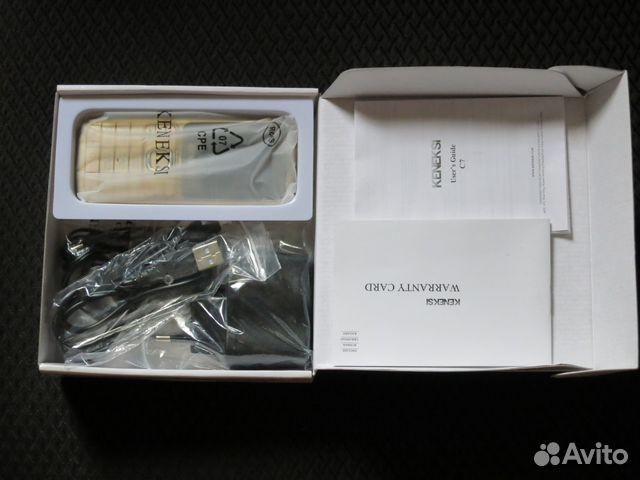 KENEKSI
07
CPE
KENEKSI
User's Guide
C7
KENEKSI
WARRANTY CARD
Avito